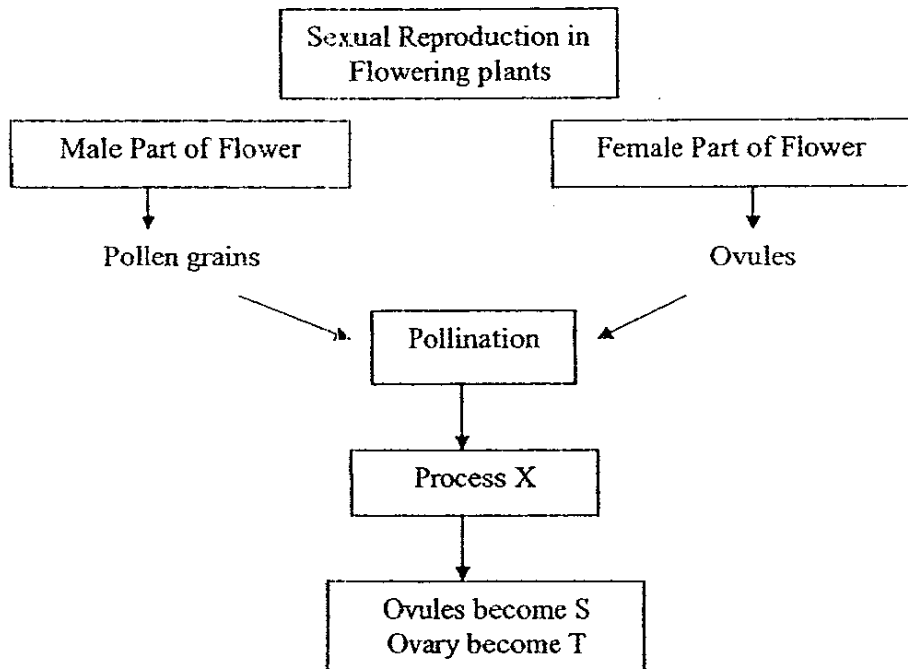 Sexual Reproduction in
Flowering plants
Male Part of Flower
Female Part of Flower
Pollen grains
Ovules
Pollination
Process X
Ovules become S
Ovary become T